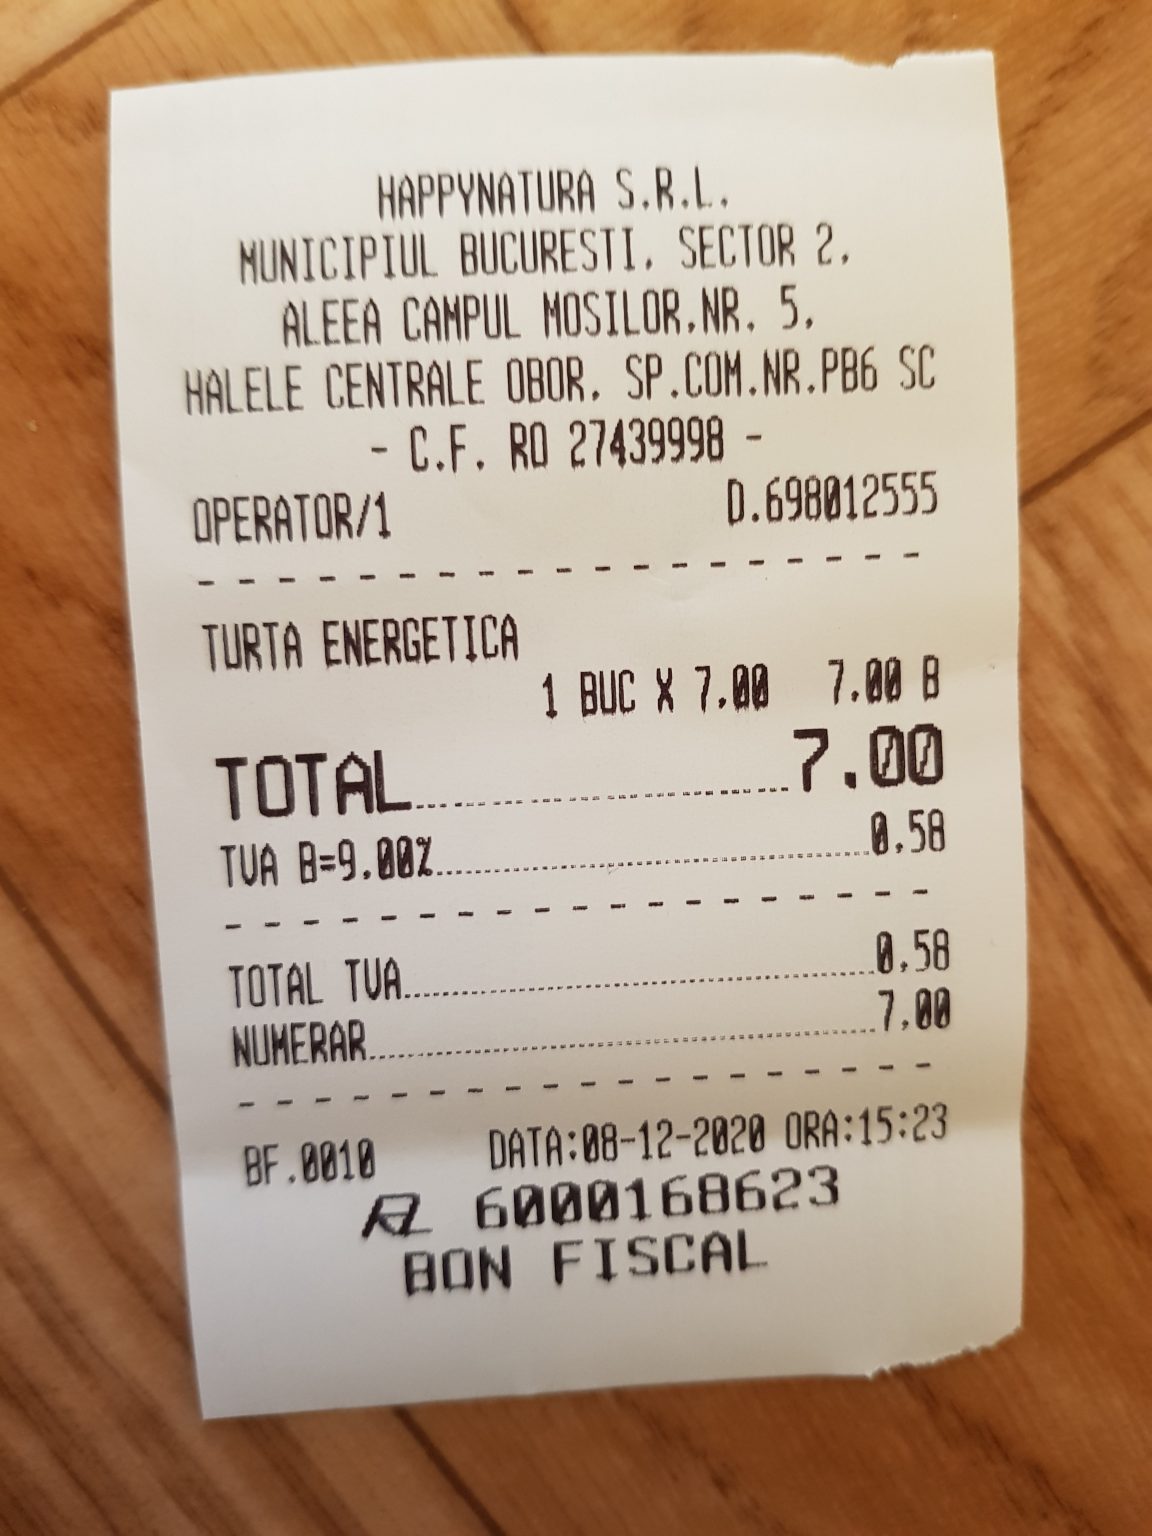 HAPPYNATURA S.R.L.
MUNICIPIUL BUCURESTI, SECTOR 2,
ALEEA CAMPUL MOSILOR,NR. 5,
HALELE CENTRALE OBOR, SP.COM.NR.PB6 SC
- C.F. RO 27439998 -
OPERATOR/1 D.698012555
TURTA ENERGETICA
1 BUC X 7.00 7.00 B
TOTAL 7.00
TVA B=9.00% 0.58
TOTAL TVA 0.58
NUMERAR 7.00
BF.0010 DATA:08-12-2020 ORA:15:23
6000168623
BON FISCAL